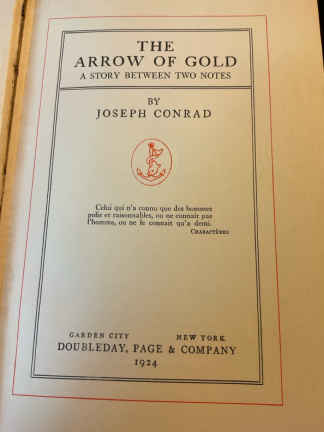 THE
ARROW OF GOLD
A STORY BETWEEN TWO NOTES
BY
JOSEPH CONRAD
Celui qui n'a connu que des hommes
polis et raisonnables, ou ne connait pas
l'homme, ou ne le connait qu'a demi.
CHARACTÈRES
GARDEN CITY NEW YORK
DOUBLEDAY, PAGE & COMPANY
1924